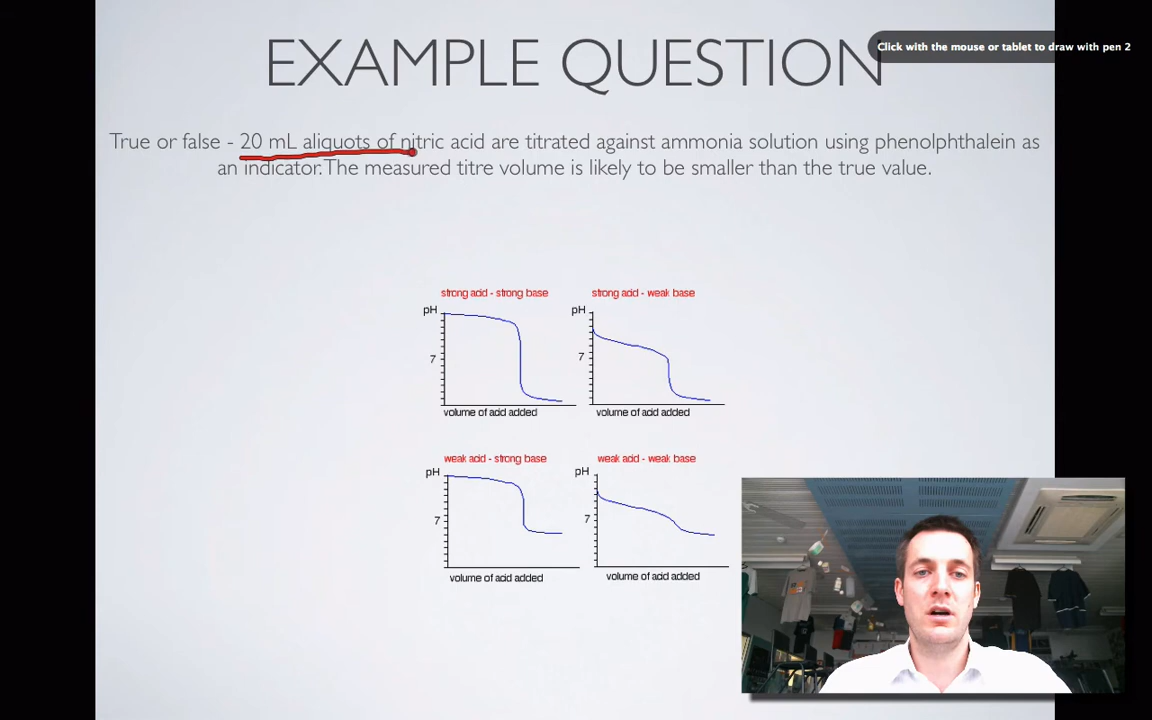 EXAMPLE QUESTION
Click with the mouse or tablet to draw with pen 2
True or false - 20 mL aliquots of nitric acid are titrated against ammonia solution using phenolphthalein as
an indicator. The measured titre volume is likely to be smaller than the true value.
strong acid - strong base
strong acid - weak base
pH
pH
7
7
volume of acid added
volume of acid added
weak acid - strong base
weak acid - weak base
pH
pH
7
7
volume of acid added
volume of acid added